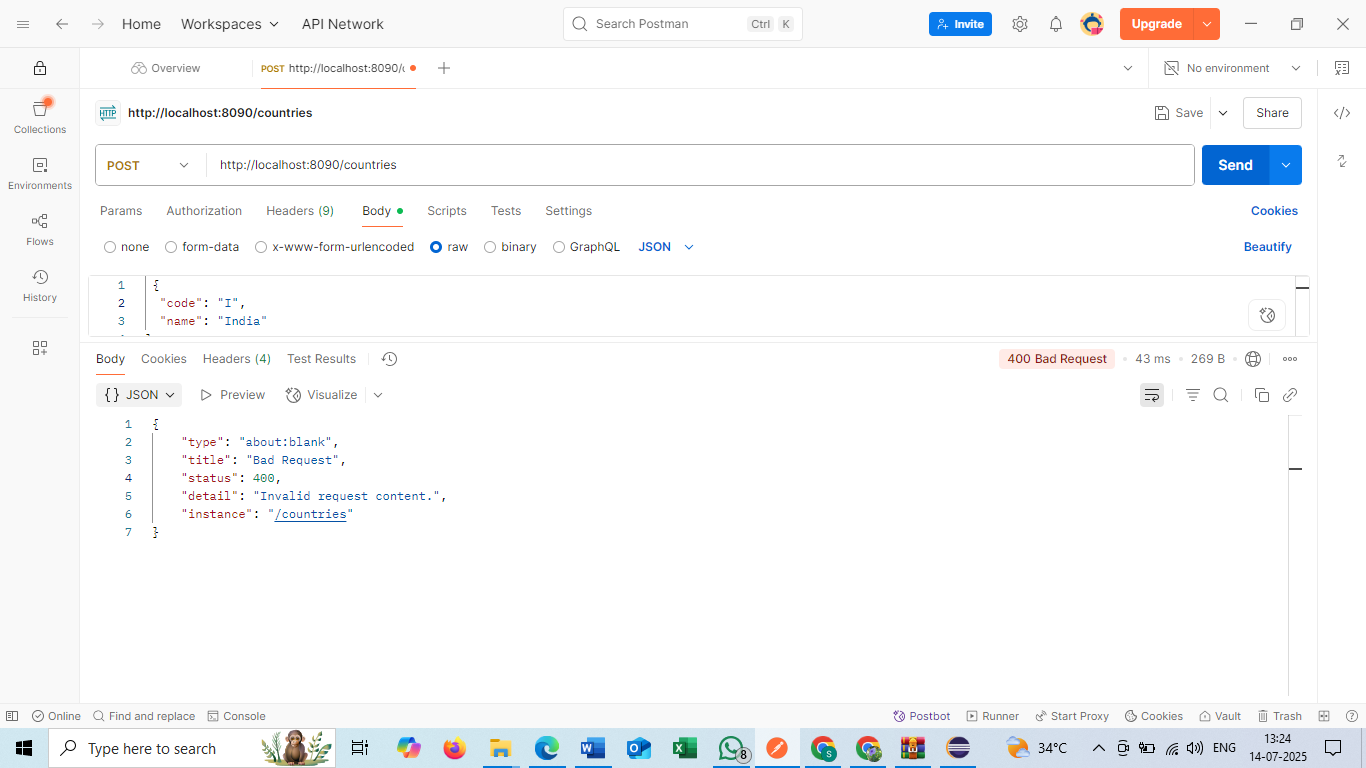 Home Workspaces API Network Search Postman Ctrl K Invite Upgrade
Overview POST http://localhost:8090/c No environment
Collections
Environments
Flows
History
HTTP http://localhost:8090/countries Save Share
POST http://localhost:8090/countries Send
Params Authorization Headers (9) Body Scripts Tests Settings Cookies
none form-data x-www-form-urlencoded raw binary GraphQL JSON Beautify
1 {
2 "code": "I",
3 "name": "India"
Body Cookies Headers (4) Test Results 400 Bad Request • 43 ms • 269 B
{} JSON Preview Visualize
1 {
2 "type": "about:blank",
3 "title": "Bad Request",
4 "status": 400,
5 "detail": "Invalid request content.",
6 "instance": "/countries"
7 }
Online Find and replace Console Postbot Runner Start Proxy Cookies Vault Trash
Type here to search 8 S 34°C ENG 13:24
14-07-2025